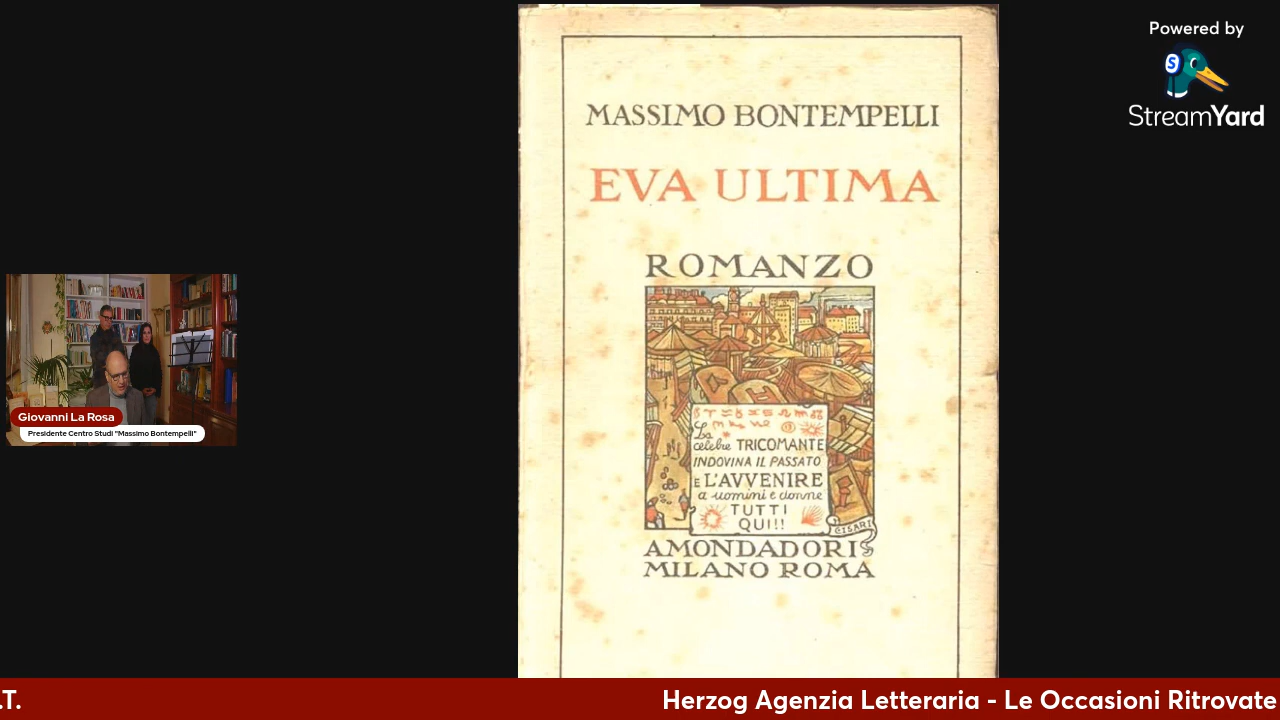 Powered by
StreamYard
MASSIMO BONTEMPELLI
EVA ULTIMA
ROMANZO
La
celebre TRICOMANTE
INDOVINA IL PASSATO
E L'AVVENIRE
a uomini e donne
TUTTI
QUI!!
CISARI
A MONDADORI
MILANO ROMA
Giovanni La Rosa
Presidente Centro Studi "Massimo Bontempelli"
.T.
Herzog Agenzia Letteraria - Le Occasioni Ritrovate